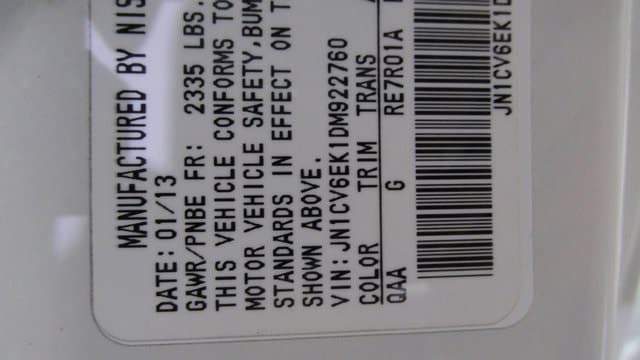 MANUFACTURED BY NIS
DATE: 01/13
GAWR/PNBE FR: 2335 LBS.
THIS VEHICLE CONFORMS TO
MOTOR VEHICLE SAFETY, BUM
STANDARDS IN EFFECT ON T
SHOWN ABOVE.
VIN: JN1CV6EK1DM922760
COLOR TRIM TRANS
QAA G RE7R01A
JN1CV6EK1D